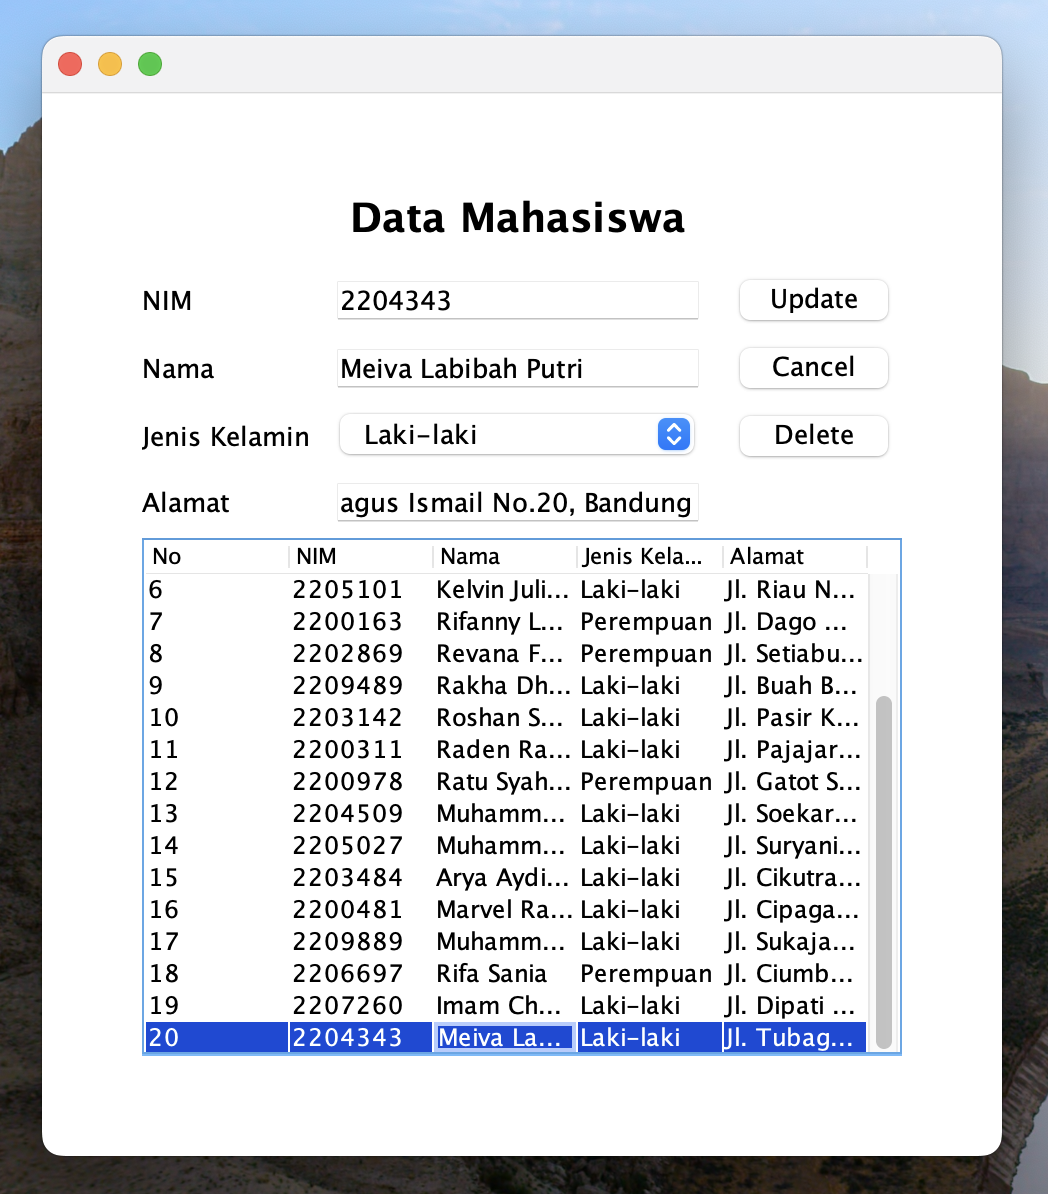 Data Mahasiswa
NIM 2204343 Update
Nama Meiva Labibah Putri Cancel
Jenis Kelamin Laki-laki Delete
Alamat agus Ismail No.20, Bandung
No NIM Nama Jenis Kela... Alamat
6 2205101 Kelvin Juli... Laki-laki Jl. Riau N...
7 2200163 Rifanny L... Perempuan Jl. Dago ...
8 2202869 Revana F... Perempuan Jl. Setiabu...
9 2209489 Rakha Dh... Laki-laki Jl. Buah B...
10 2203142 Roshan S... Laki-laki Jl. Pasir K...
11 2200311 Raden Ra... Laki-laki Jl. Pajajar...
12 2200978 Ratu Syah... Perempuan Jl. Gatot S...
13 2204509 Muhamm... Laki-laki Jl. Soekar...
14 2205027 Muhamm... Laki-laki Jl. Suryani...
15 2203484 Arya Aydi... Laki-laki Jl. Cikutra...
16 2200481 Marvel Ra... Laki-laki Jl. Cipaga...
17 2209889 Muhamm... Laki-laki Jl. Sukaja...
18 2206697 Rifa Sania Perempuan Jl. Ciumb...
19 2207260 Imam Ch... Laki-laki Jl. Dipati ...
20 2204343 Meiva La... Laki-laki Jl. Tubag...